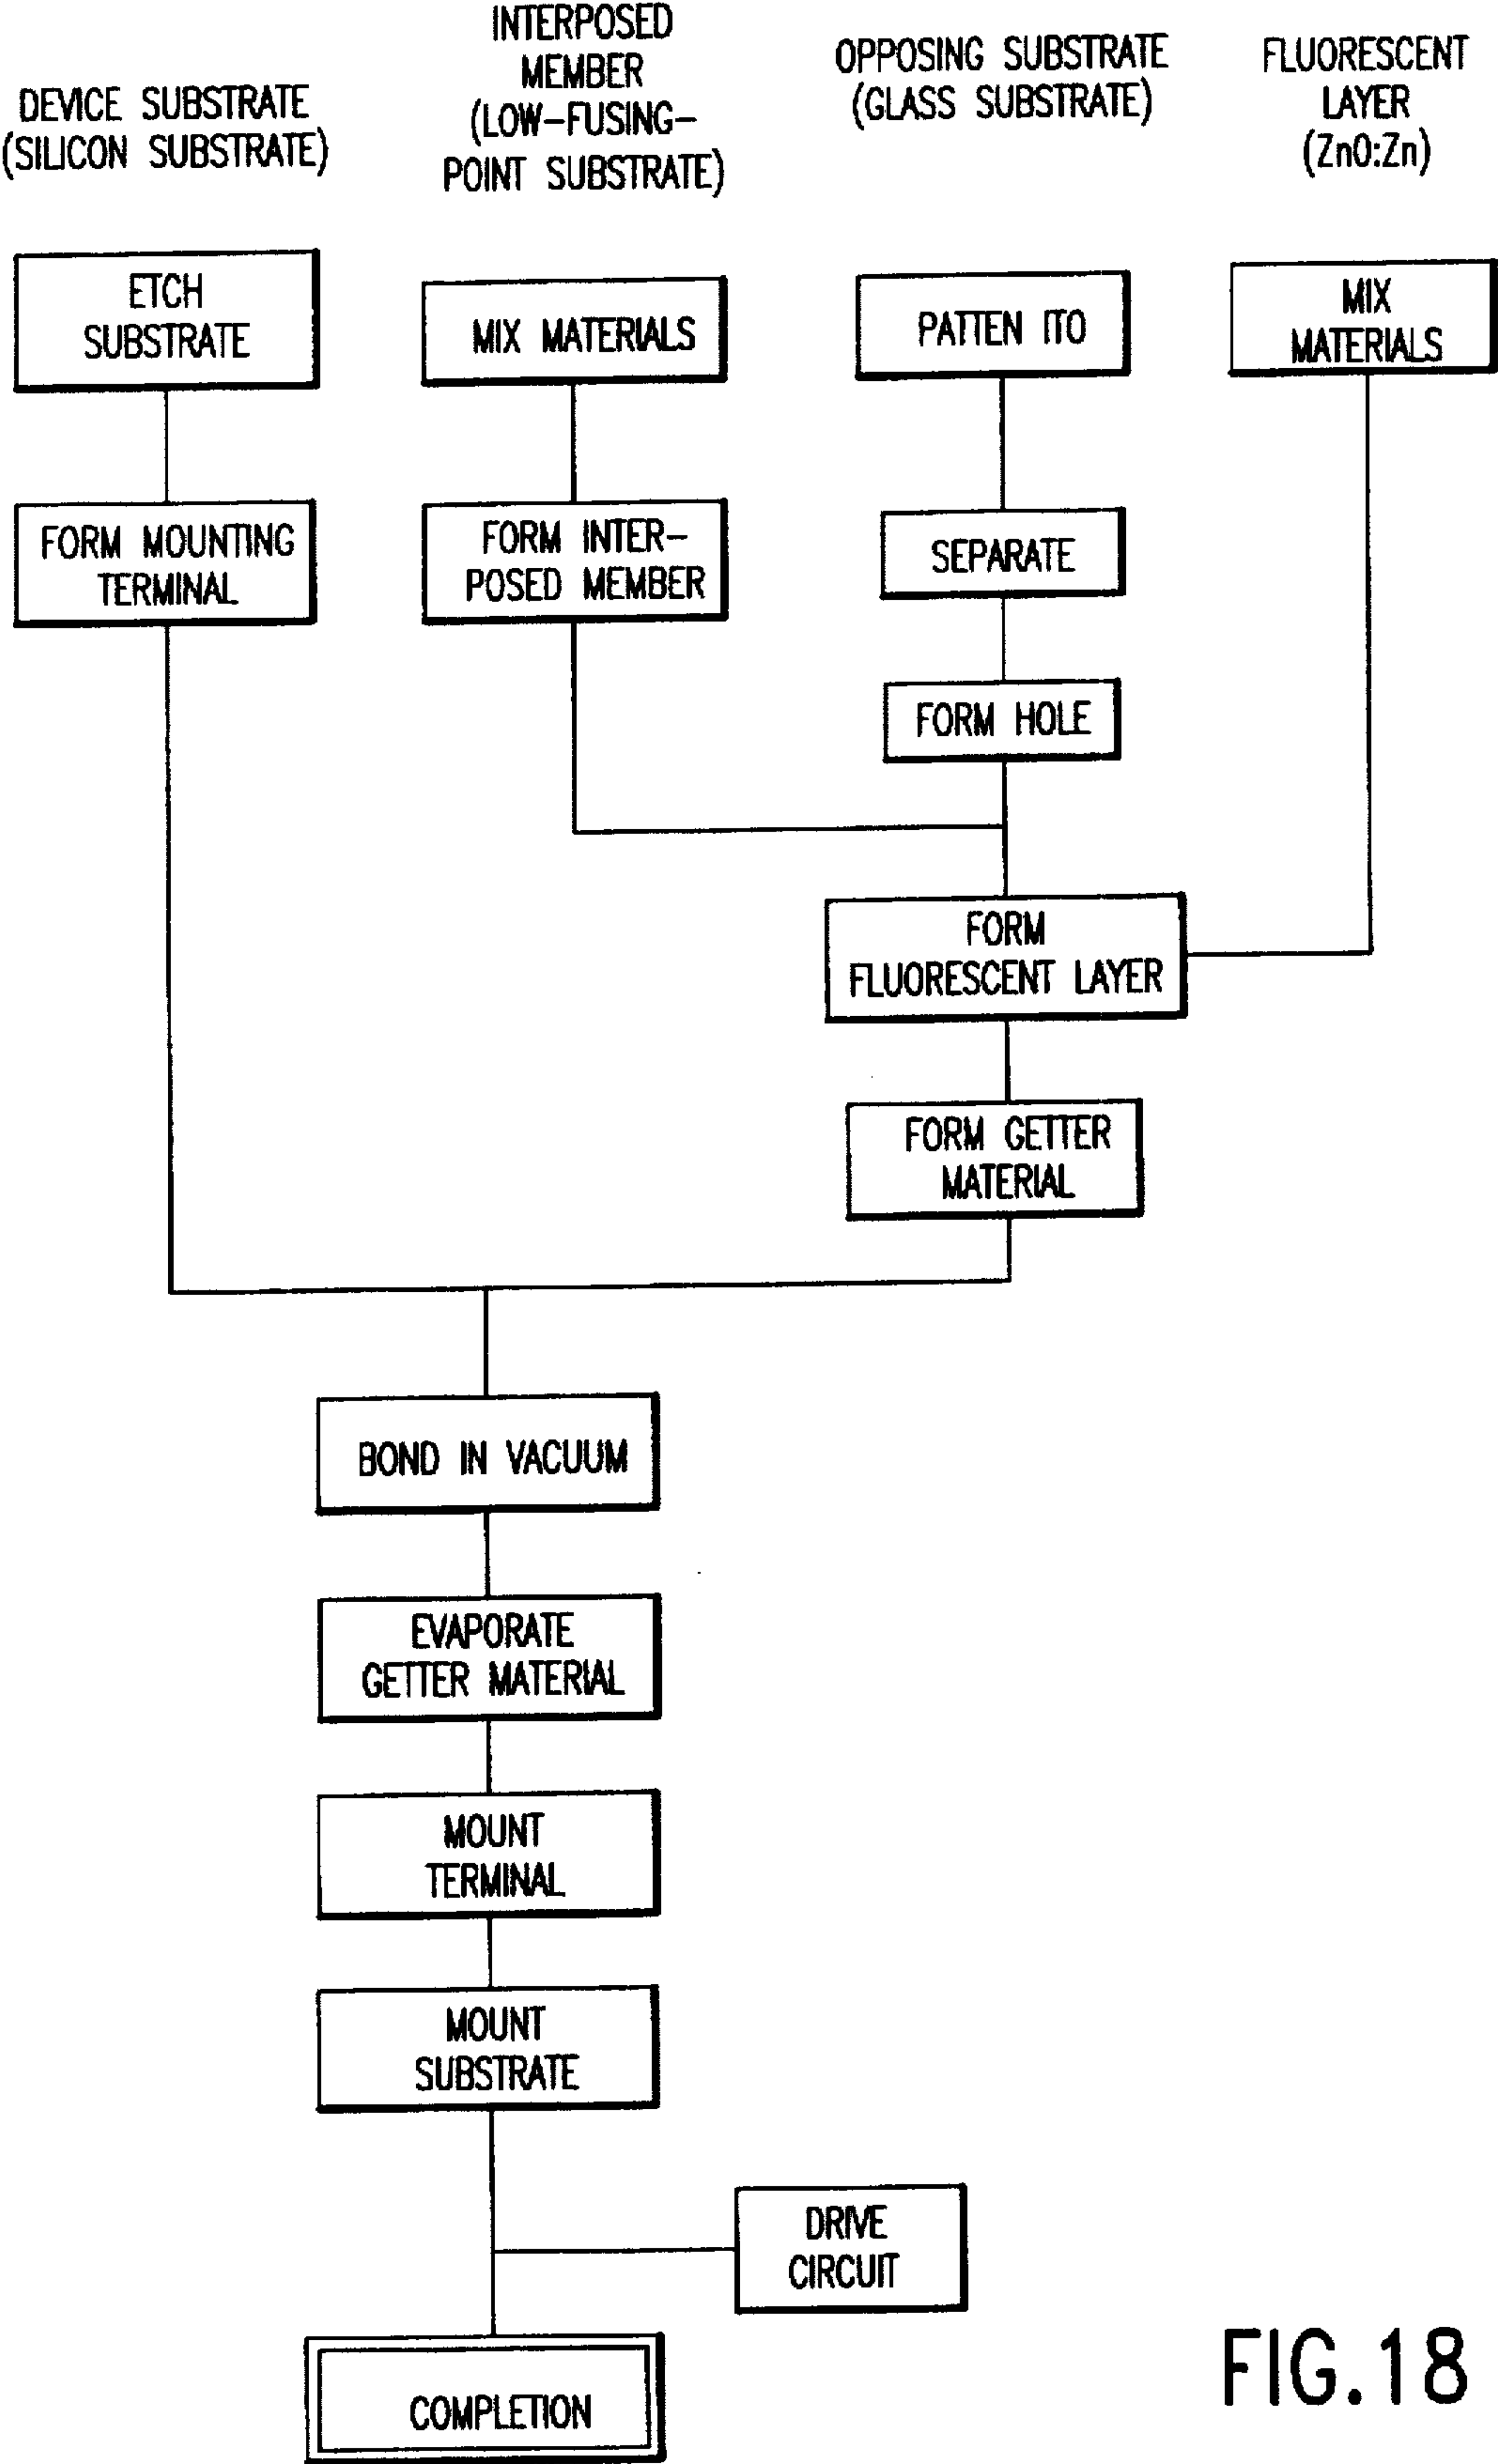 DEVICE SUBSTRATE
(SILICON SUBSTRATE)
INTERPOSED
MEMBER
(LOW-FUSING-
POINT SUBSTRATE)
OPPOSING SUBSTRATE
(GLASS SUBSTRATE)
FLUORESCENT
LAYER
(ZnO:Zn)
ETCH
SUBSTRATE
MIX MATERIALS
PATTEN ITO
MIX
MATERIALS
FORM MOUNTING
TERMINAL
FORM INTER-
POSED MEMBER
SEPARATE
FORM HOLE
FORM
FLUORESCENT LAYER
FORM GETTER
MATERIAL
BOND IN VACUUM
EVAPORATE
GETTER MATERIAL
MOUNT
TERMINAL
MOUNT
SUBSTRATE
DRIVE
CIRCUIT
COMPLETION
FIG.18